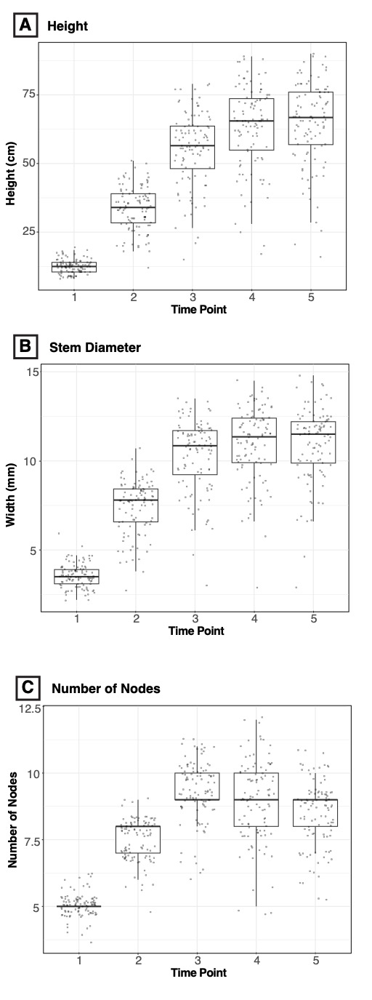 A Height
75
50
25
Height (cm)
1 2 3 4 5
Time Point
B Stem Diameter
15
10
5
Width (mm)
1 2 3 4 5
Time Point
C Number of Nodes
12.5
10
7.5
5
Number of Nodes
1 2 3 4 5
Time Point